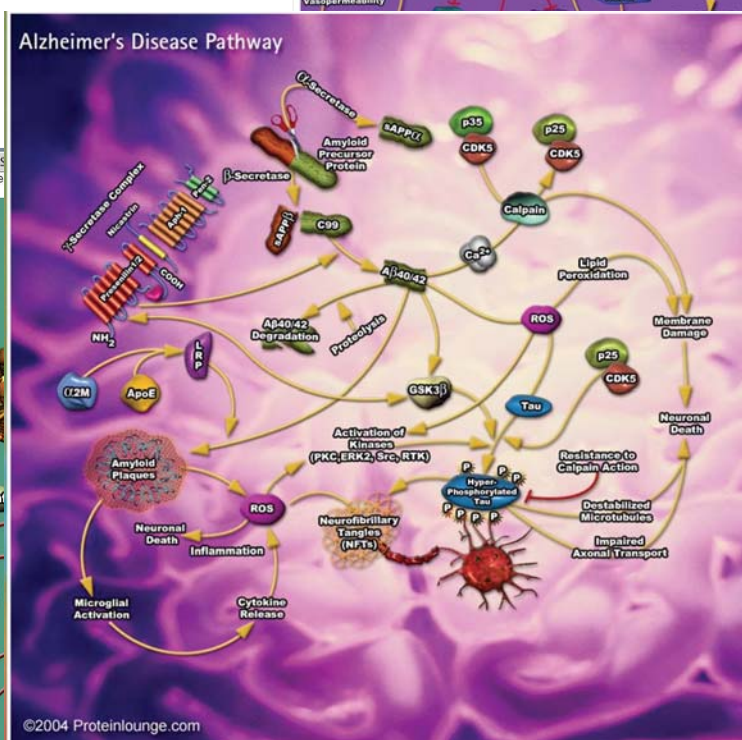 Vasopermeability
Alzheimer's Disease Pathway
α-Secretase
sAPPα
p35
CDK5
p25
CDK5
Amyloid
Precursor
Protein
β-Secretase
γ-Secretase Complex
Nicastrin
Aph-1
Pen-2
Presenilin1/2
COOH
NH2
sAPPβ
C99
Calpain
Ca2+
Aβ40/42
Lipid
Peroxidation
Aβ40/42
Degradation
Proteolysis
ROS
Membrane
Damage
L
R
P
α2M
ApoE
GSK3β
p25
CDK5
Tau
Neuronal
Death
Activation of
Kinases
(PKC,ERK2, Src, RTK)
Resistance to
Calpain Action
Amyloid
Plaques
P
P
P
P
Hyper-
Phosphorylated
Tau
P
P
P
P
P
ROS
Neuronal
Death
Inflammation
Neurofibrillary
Tangles
(NFTs)
Destabilized
Microtubules
Impaired
Axonal Transport
Microglial
Activation
Cytokine
Release
©2004 Proteinlounge.com